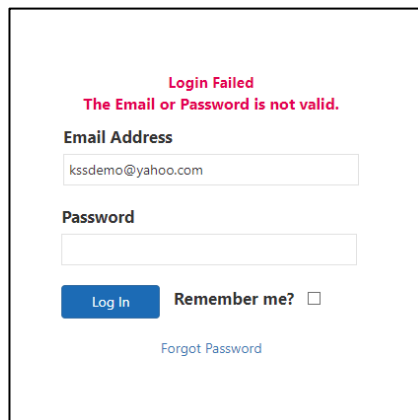 Login Failed
The Email or Password is not valid.
Email Address
kssdemo@yahoo.com
Password
Log In Remember me?
Forgot Password